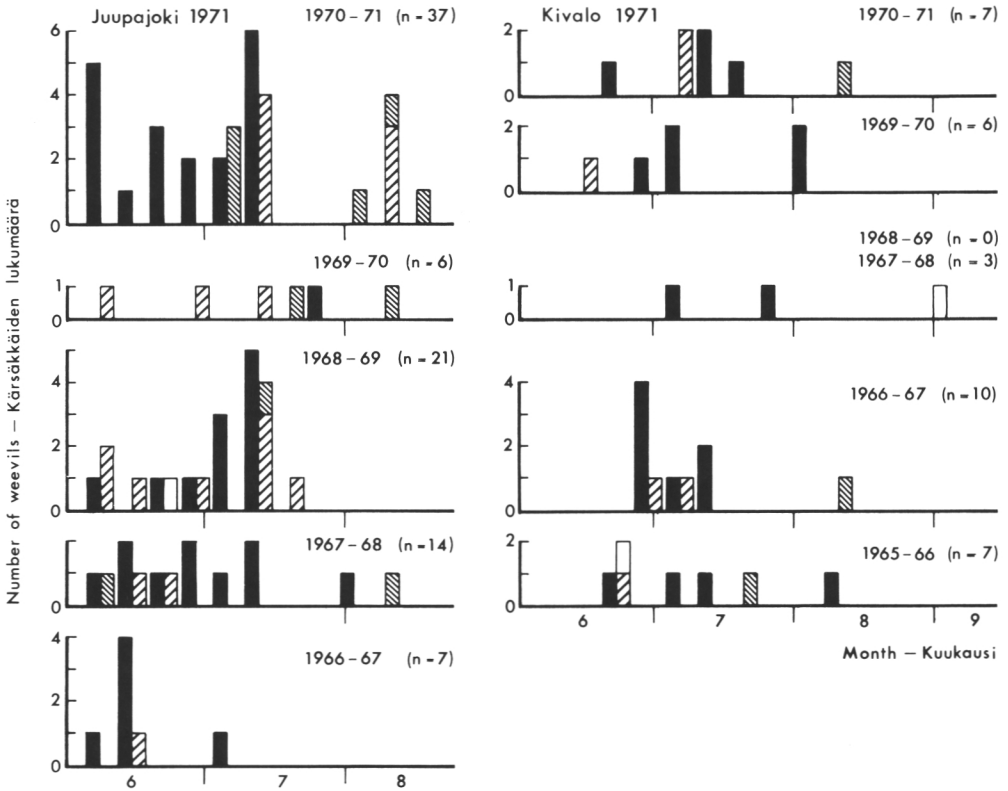 Juupajoki 1971
1970–71 (n=37)
6
4
2
0
1969–70 (n=6)
1
0
1968–69 (n=21)
4
2
0
1967–68 (n=14)
2
0
1966–67 (n=7)
4
2
0
6 7 8
Number of weevils – Kärsäkkäiden lukumäärä
Kivalo 1971
1970–71 (n=7)
2
0
1969–70 (n=6)
2
0
1968–69 (n=0)
1967–68 (n=3)
1
0
1966–67 (n=10)
4
2
0
1965–66 (n=7)
2
0
6 7 8 9
Month – Kuukausi